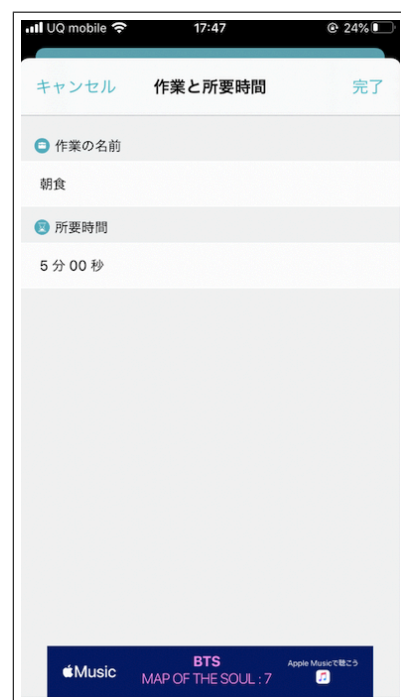 UQ mobile 17:47 24%
キャンセル 作業と所要時間 完了
作業の名前
朝食
所要時間
5 分 00 秒
Music BTS Apple Musicで聴こう
MAP OF THE SOUL : 7